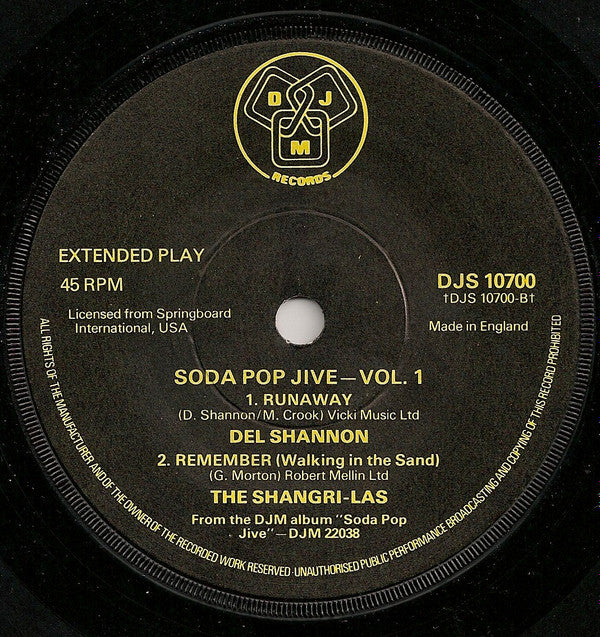 D J
M
RECORDS
EXTENDED PLAY
45 RPM
DJS 10700
†DJS 10700-B†
Licensed from Springboard
International, USA
Made in England
SODA POP JIVE—VOL. 1
1. RUNAWAY
(D. Shannon/M. Crook) Vicki Music Ltd
DEL SHANNON
2. REMEMBER (Walking in the Sand)
(G. Morton) Robert Mellin Ltd
THE SHANGRI-LAS
From the DJM album "Soda Pop
Jive"—DJM 22038
ALL RIGHTS OF THE MANUFACTURER AND OF THE OWNER OF THE RECORDED WORK RESERVED · UNAUTHORISED PUBLIC PERFORMANCE BROADCASTING AND COPYING OF THIS RECORD PROHIBITED